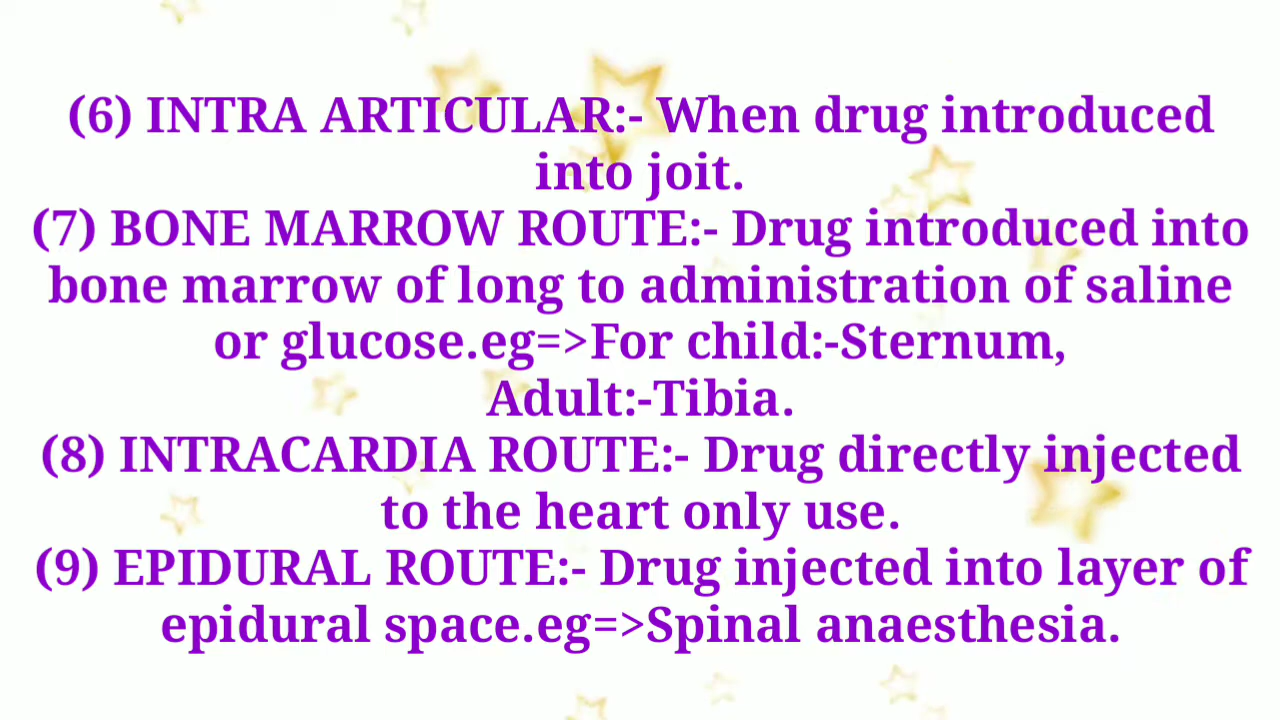 (6) INTRA ARTICULAR:- When drug introduced
into joit.
(7) BONE MARROW ROUTE:- Drug introduced into
bone marrow of long to administration of saline
or glucose.eg=>For child:-Sternum,
Adult:-Tibia.
(8) INTRACARDIA ROUTE:- Drug directly injected
to the heart only use.
(9) EPIDURAL ROUTE:- Drug injected into layer of
epidural space.eg=>Spinal anaesthesia.